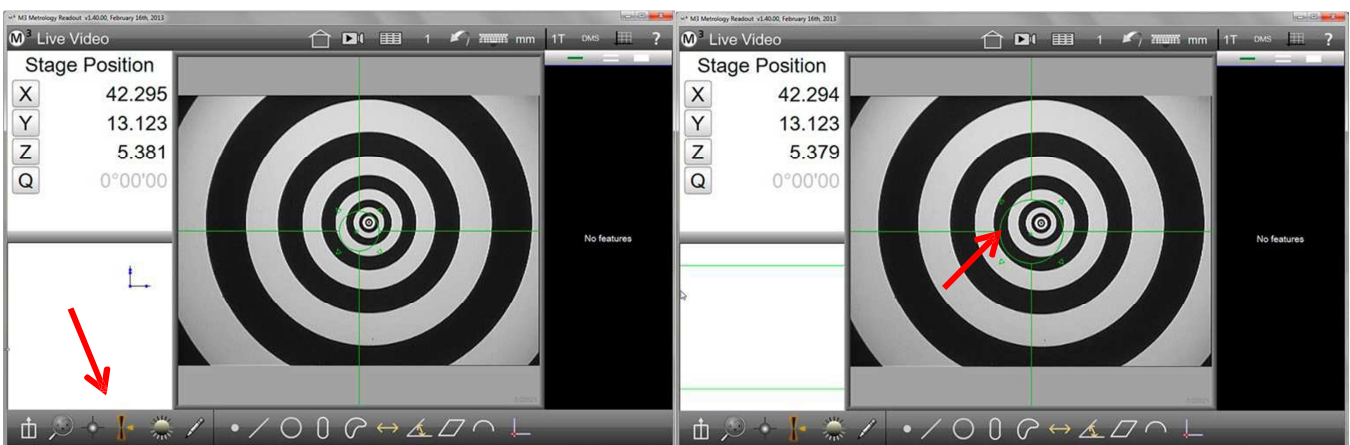 M3 Metrology Readout v1.40.00, February 16th, 2013
M3 Live Video 1 mm 1T DMS ?
Stage Position
X 42.295
Y 13.123
Z 5.381
Q 0°00'00
No features
M3 Metrology Readout v1.40.00, February 16th, 2013
M3 Live Video 1 mm 1T DMS ?
Stage Position
X 42.294
Y 13.123
Z 5.379
Q 0°00'00
No features